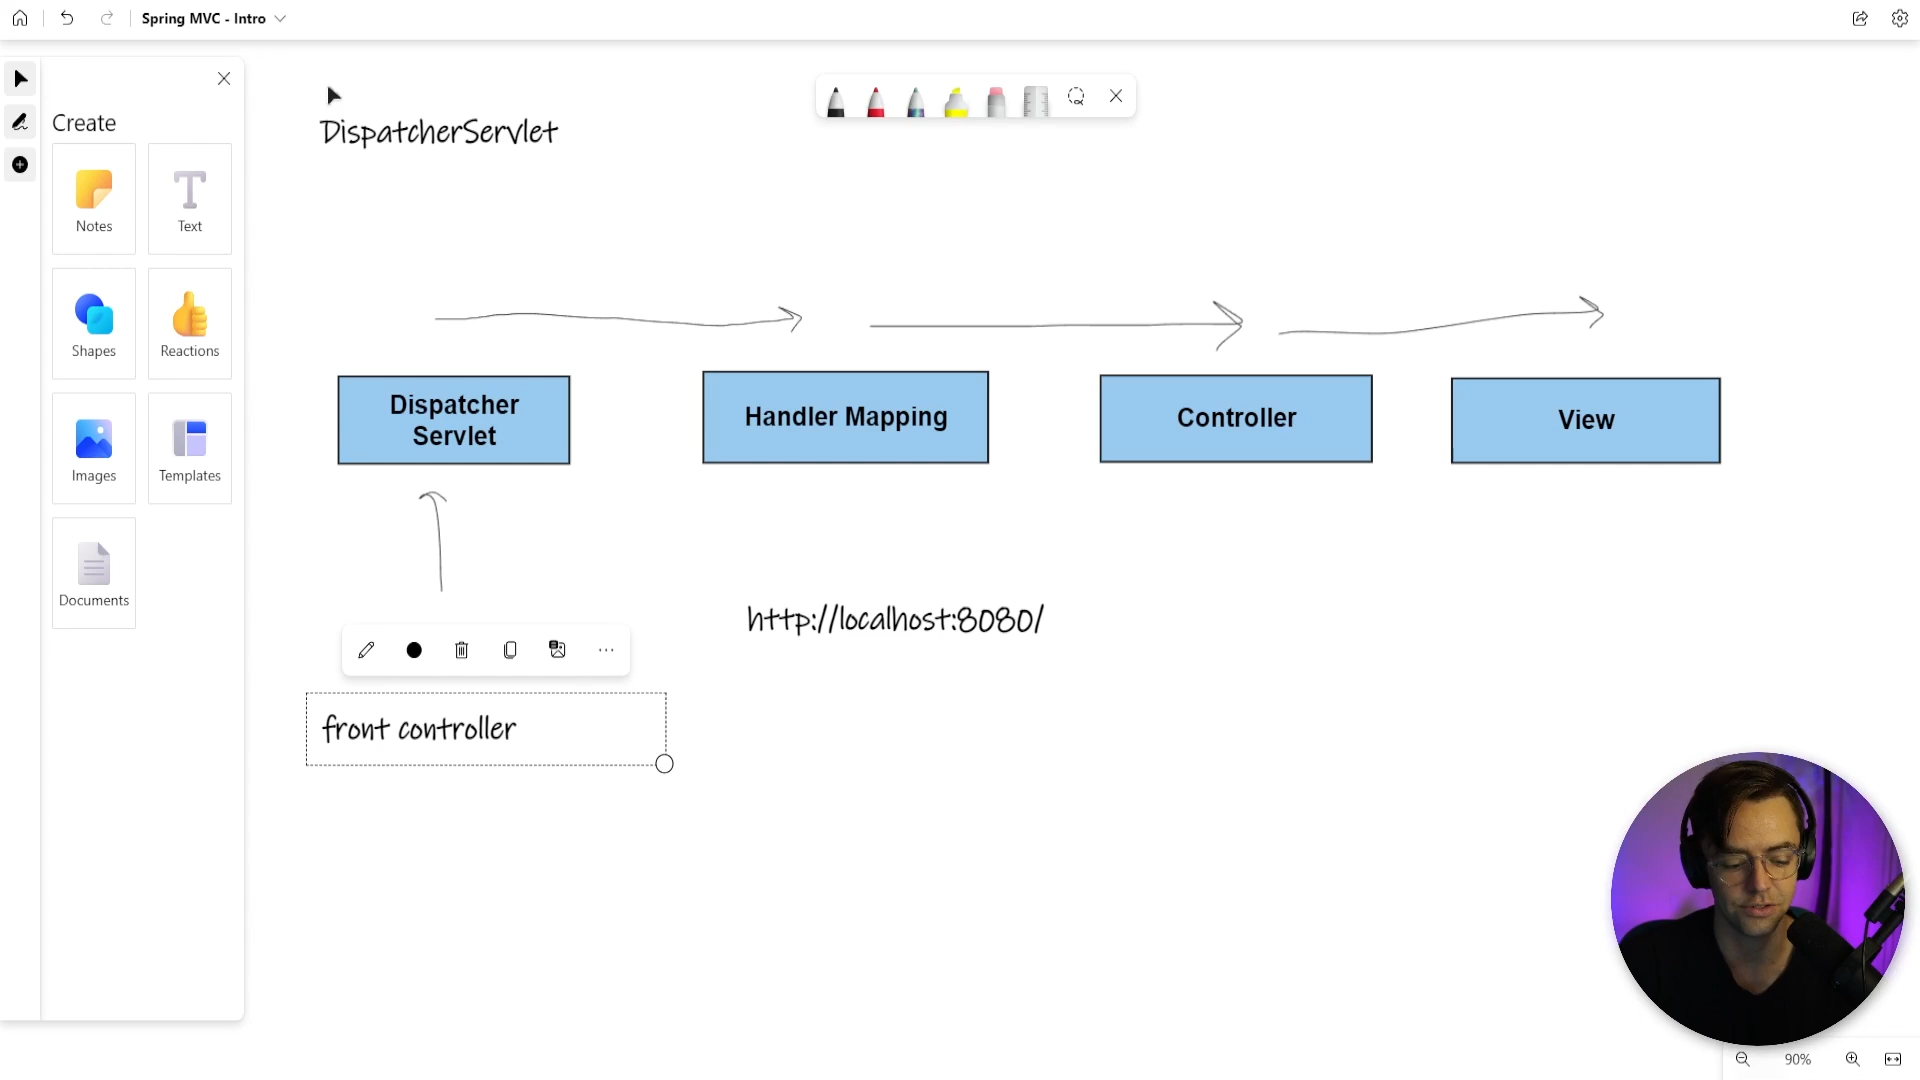 Spring MVC - Intro
Create
Notes
Text
Shapes
Reactions
Images
Templates
Documents
DispatcherServlet
Dispatcher
Servlet
Handler Mapping
Controller
View
http://localhost:8080/
front controller
90%